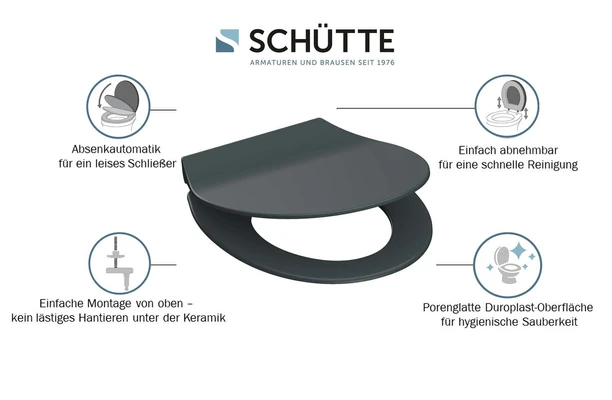 SCHÜTTE
ARMATUREN UND BRAUSEN SEIT 1976
Absenkautomatik
für ein leises Schließer
Einfach abnehmbar
für eine schnelle Reinigung
Einfache Montage von oben –
kein lästiges Hantieren unter der Keramik
Porenglatte Duroplast-Oberfläche
für hygienische Sauberkeit